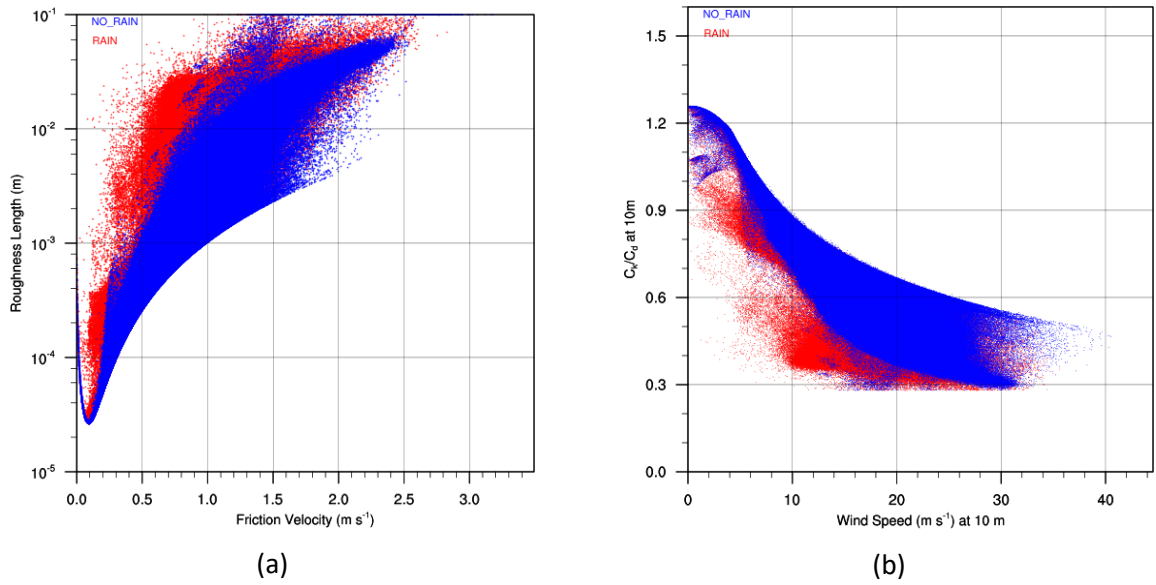 NO_RAIN
RAIN
10⁻¹
10⁻²
10⁻³
10⁻⁴
10⁻⁵
Roughness Length (m)
0.0 0.5 1.0 1.5 2.0 2.5 3.0 3.5
Friction Velocity (m s⁻¹)
(a)
NO_RAIN
RAIN
1.5
1.2
0.9
0.6
0.3
0.0
Cₖ/C_d at 10m
0 10 20 30 40
Wind Speed (m s⁻¹) at 10 m
(b)